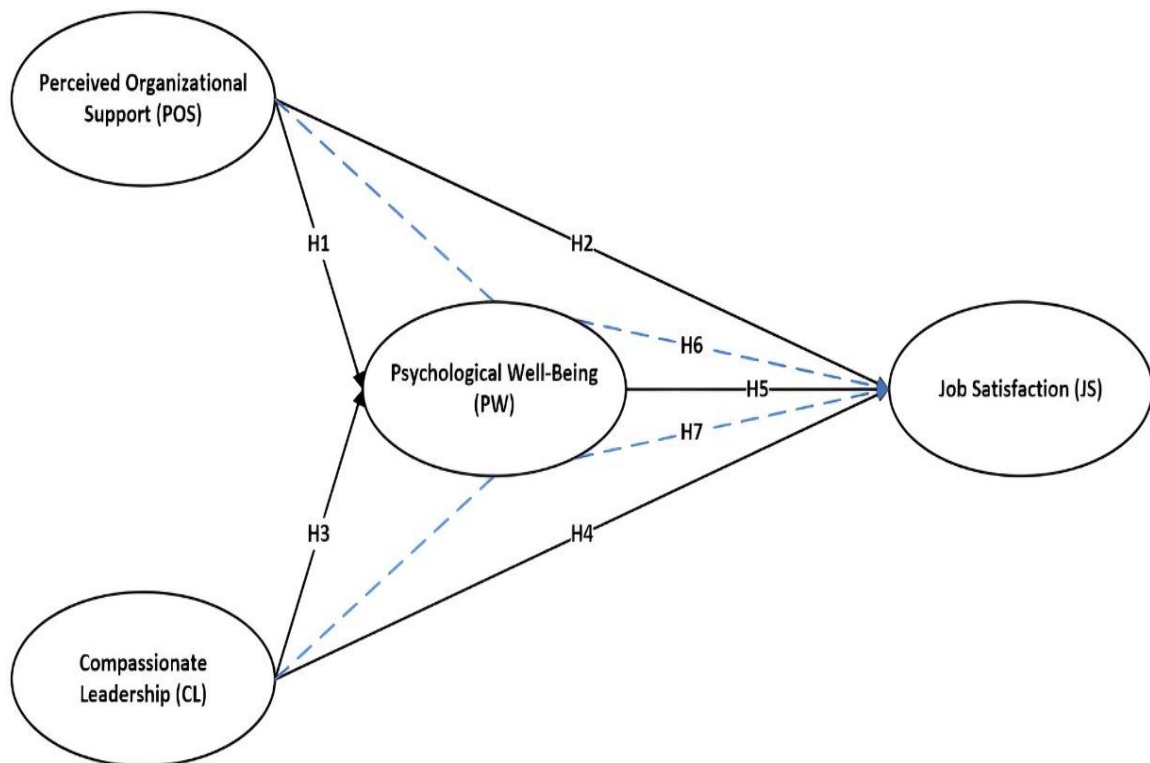 Perceived Organizational
Support (POS)
H1
H2
H6
Psychological Well-Being
(PW)
H5
Job Satisfaction (JS)
H7
H3
H4
Compassionate
Leadership (CL)